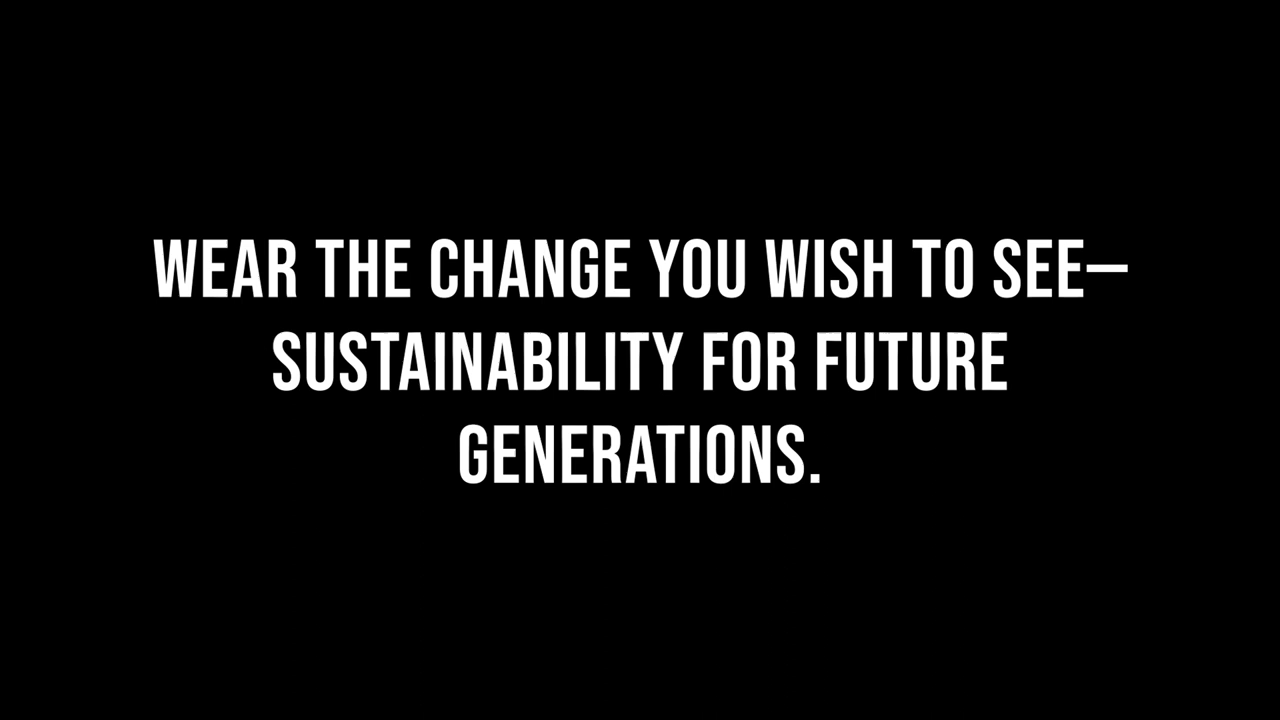 WEAR THE CHANGE YOU WISH TO SEE—
SUSTAINABILITY FOR FUTURE
GENERATIONS.